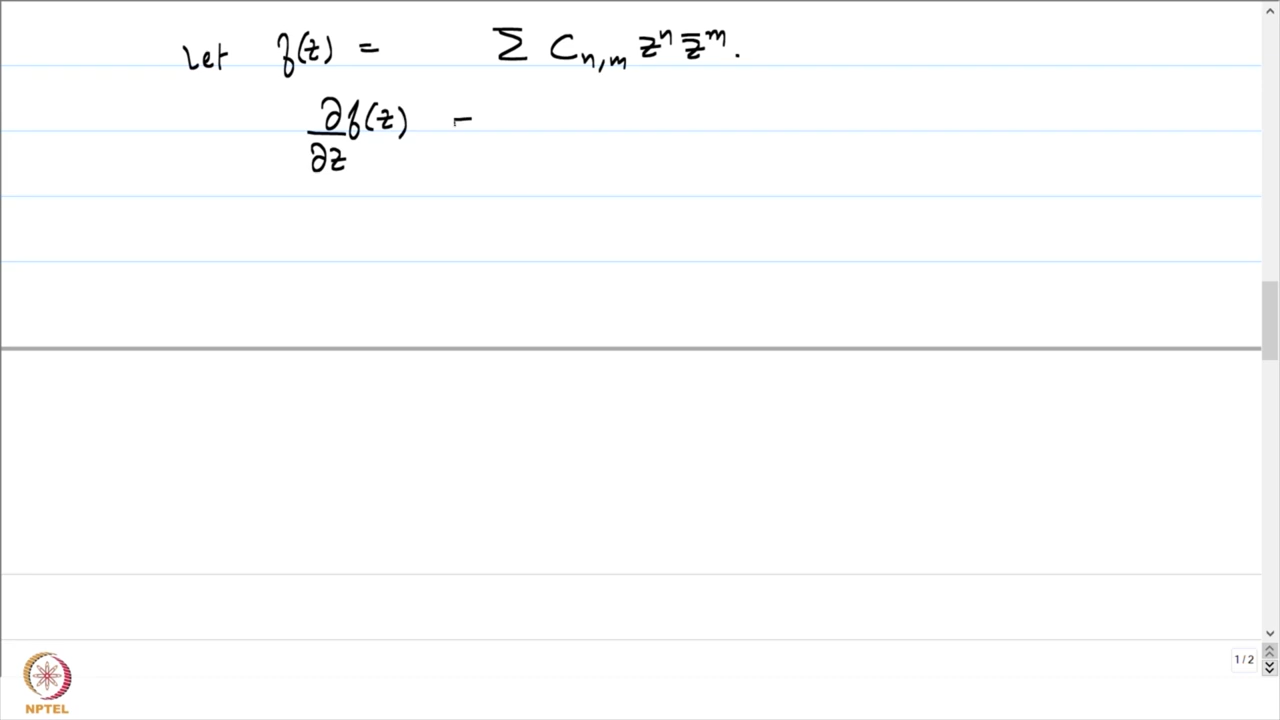 Let f(z) = Σ C_{n,m} z^n z̄^m.
∂/∂z f(z) =
1 / 2
NPTEL